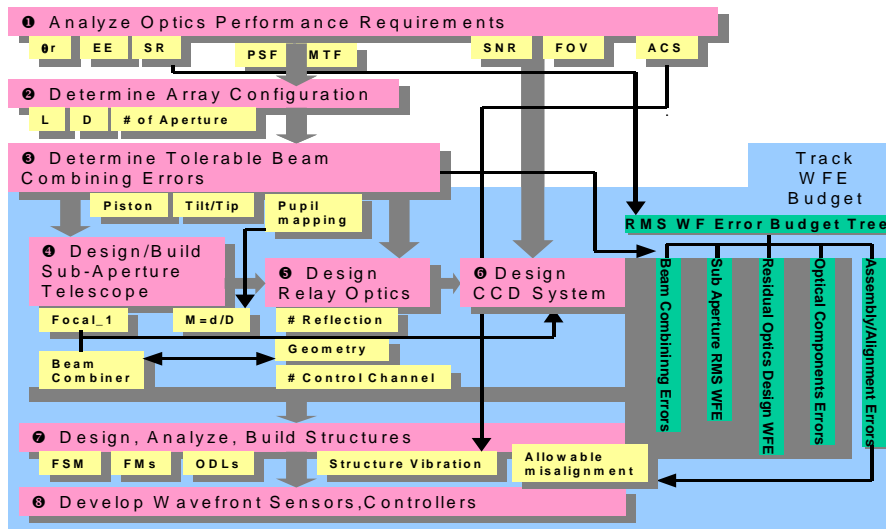 ❶ Analyze Optics Performance Requirements
θr EE SR PSF MTF SNR FOV ACS
❷ Determine Array Configuration
L D # of Aperture
❸ Determine Tolerable Beam
Combining Errors
Track
WFE
Budget
Piston Tilt/Tip Pupil
mapping
RMS WF Error Budget Tree
❹ Design/Build
Sub-Aperture
Telescope
❺ Design
Relay Optics
❻ Design
CCD System
Beam Combinining Errors
Sub Aperture RMS WFE
Residual Optics Design WFE
Optical Components Errors
Assembly/Alignment Errors
Focal_1 M=d/D # Reflection
Geometry
Beam
Combiner
# Control Channel
❼ Design, Analyze, Build Structures
FSM FMs ODLs Structure Vibration Allowable
misalignment
❽ Develop Wavefront Sensors,Controllers